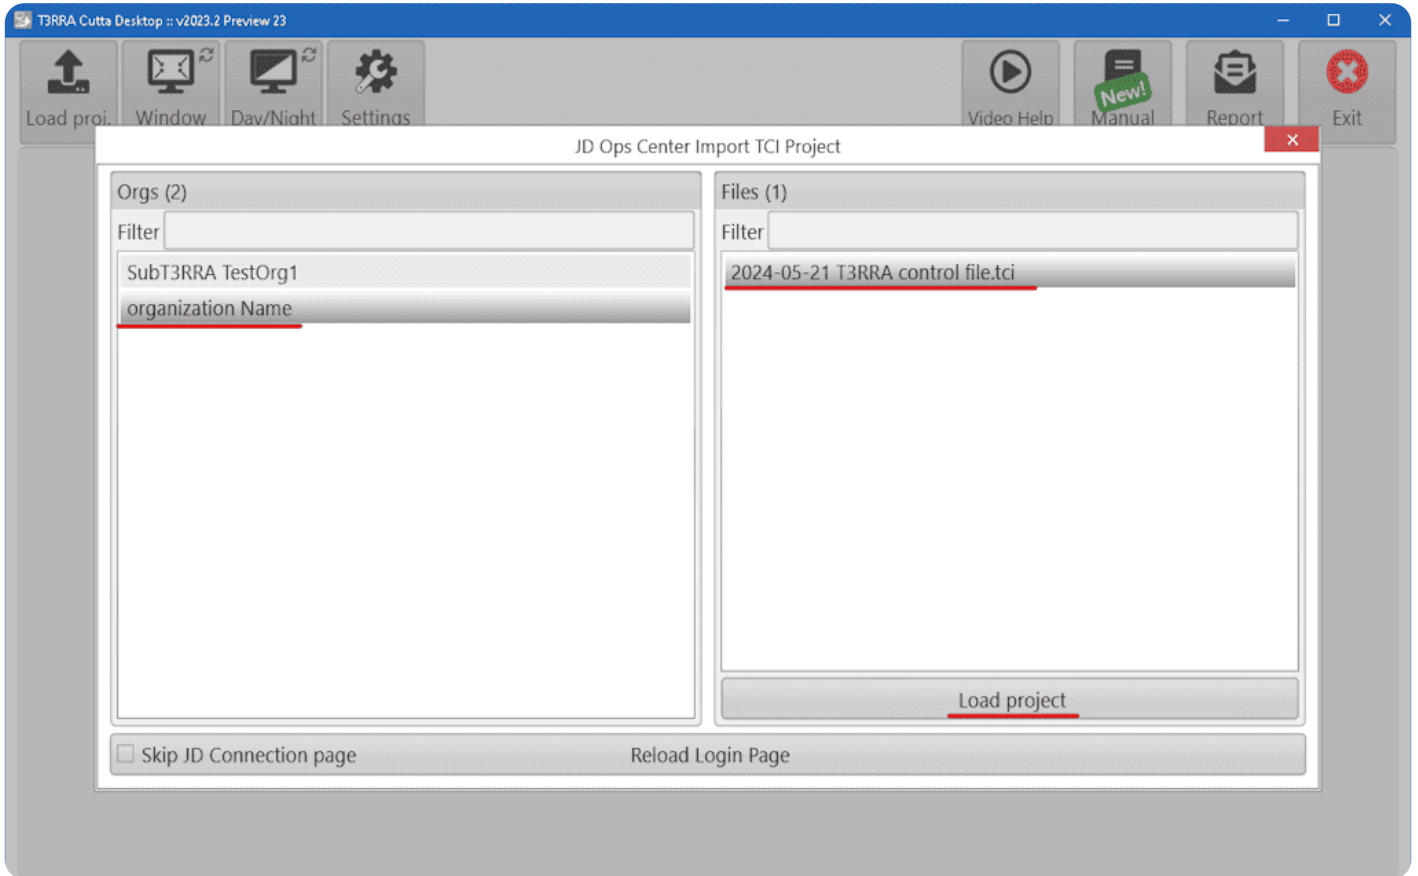 T3RRA Cutta Desktop :: v2023.2 Preview 23
Load proj.
Window
Day/Night
Settings
Video Help
New!
Manual
Report
Exit
JD Ops Center Import TCI Project
Orgs (2)
Filter
SubT3RRA TestOrg1
organization Name
Files (1)
Filter
2024-05-21 T3RRA control file.tci
Load project
Skip JD Connection page
Reload Login Page